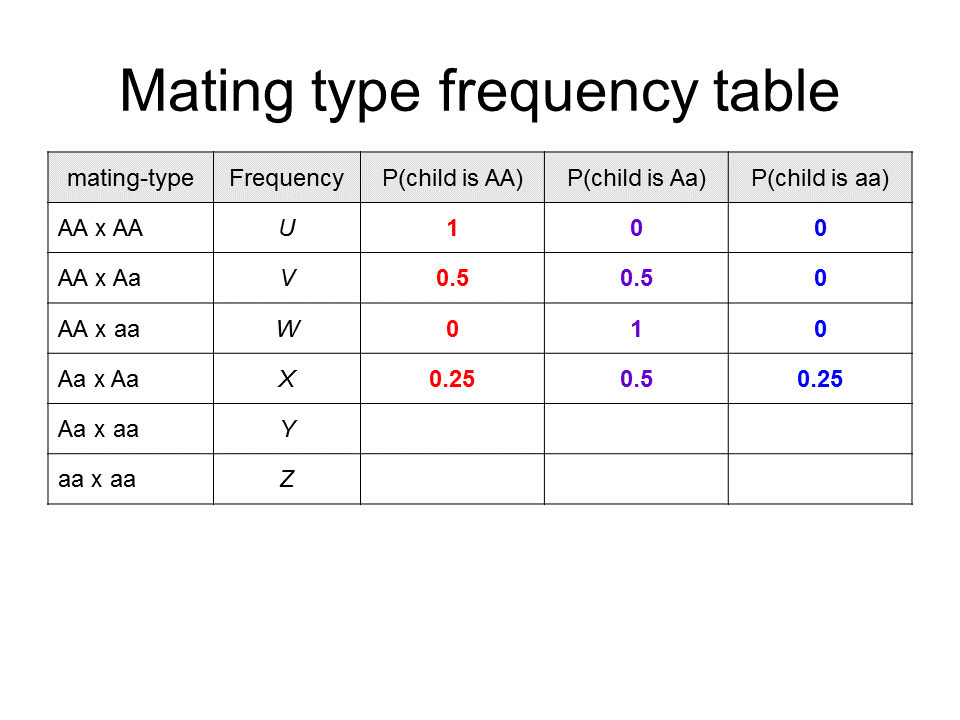 Mating type frequency table
mating-type Frequency P(child is AA) P(child is Aa) P(child is aa)
AA x AA U 1 0 0
AA x Aa V 0.5 0.5 0
AA x aa W 0 1 0
Aa x Aa X 0.25 0.5 0.25
Aa x aa Y
aa x aa Z